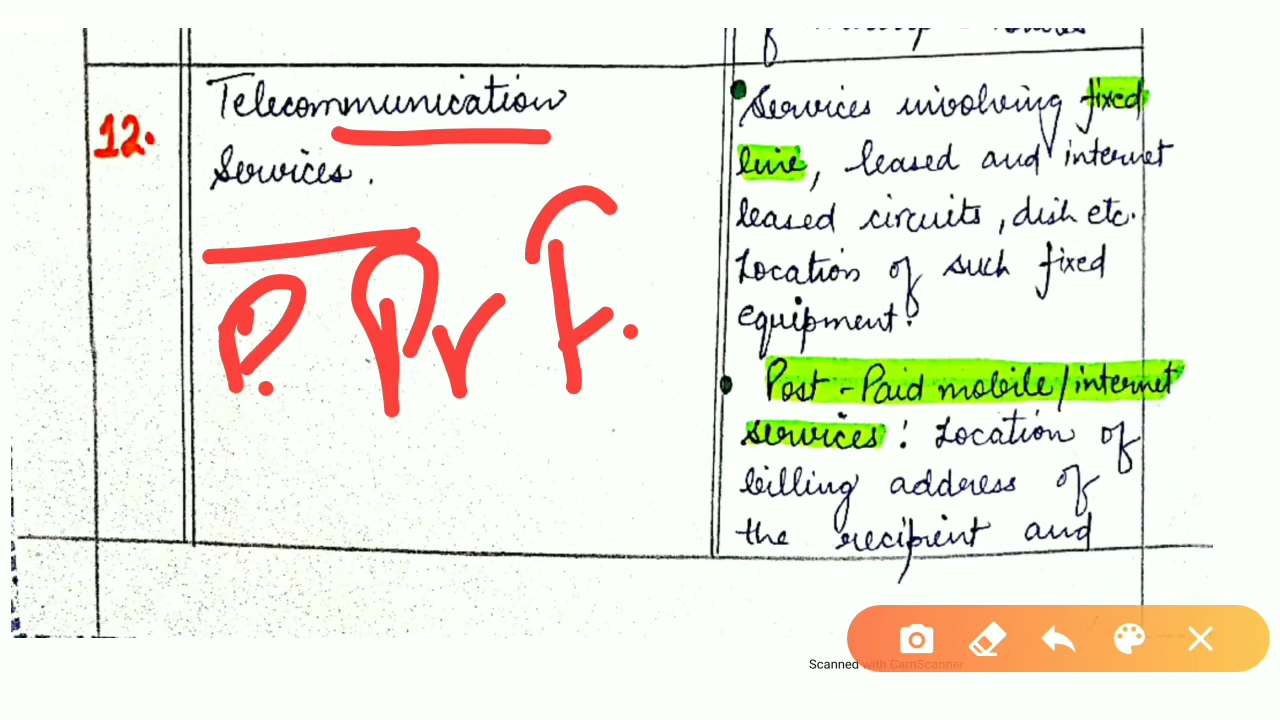 12.
Telecommunication
Services.
P. Pr F.
Services involving fixed
line, leased and internet
leased circuits, dish etc.
Location of such fixed
equipment.
Post-Paid mobile/internet
services: Location of
billing address of
the recipient and
Scanned with CamScanner